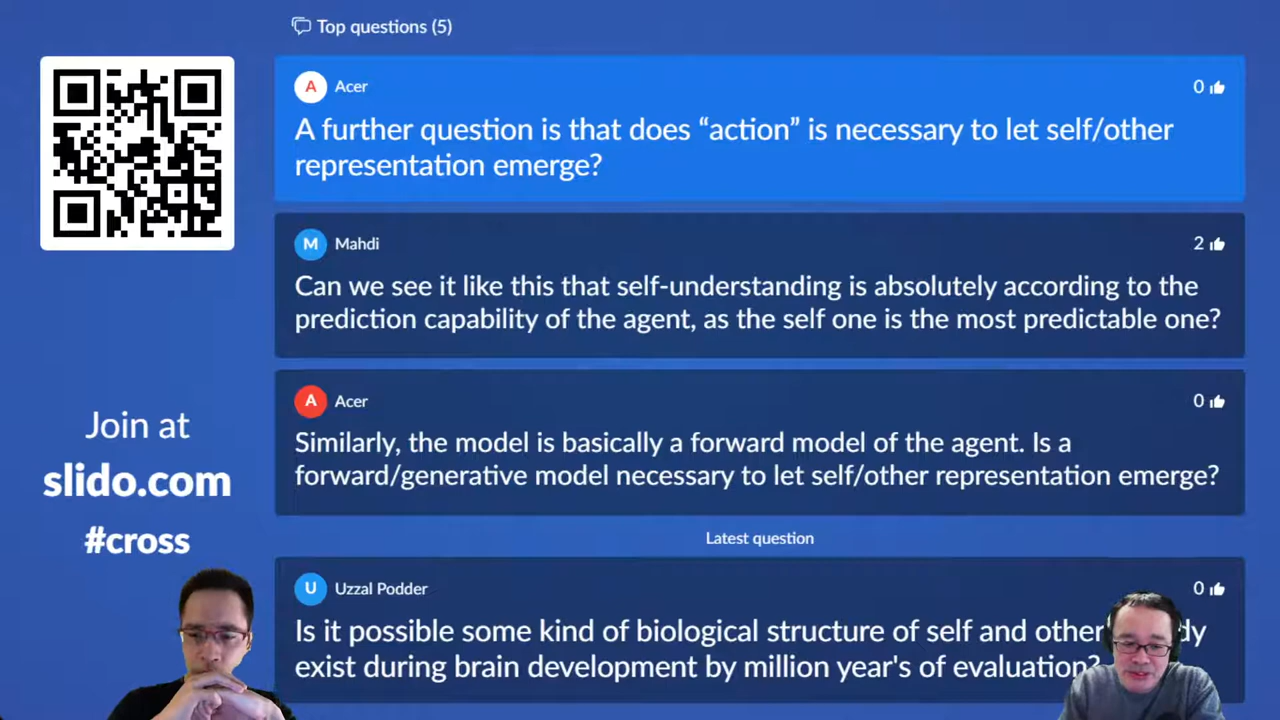 Top questions (5)
A Acer 0
A further question is that does “action” is necessary to let self/other
representation emerge?
M Mahdi 2
Can we see it like this that self-understanding is absolutely according to the
prediction capability of the agent, as the self one is the most predictable one?
A Acer 0
Similarly, the model is basically a forward model of the agent. Is a
forward/generative model necessary to let self/other representation emerge?
Latest question
U Uzzal Podder 0
Is it possible some kind of biological structure of self and other
exist during brain development by million year's of evaluation?
Join at
slido.com
#cross